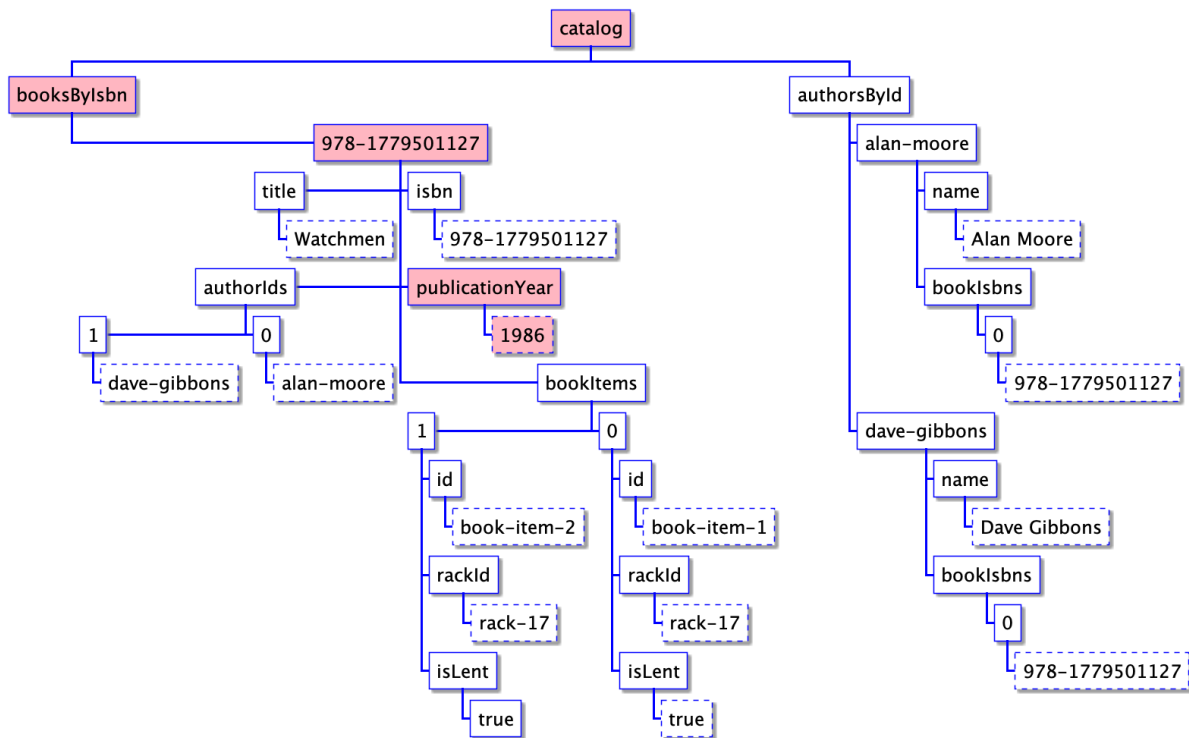 catalog
booksByIsbn
authorsById
978-1779501127
alan-moore
title
isbn
name
Watchmen
978-1779501127
Alan Moore
authorIds
publicationYear
bookIsbns
1
0
1986
0
dave-gibbons
alan-moore
bookItems
978-1779501127
1
0
dave-gibbons
id
id
name
book-item-2
book-item-1
Dave Gibbons
rackId
rackId
bookIsbns
rack-17
rack-17
0
isLent
isLent
978-1779501127
true
true